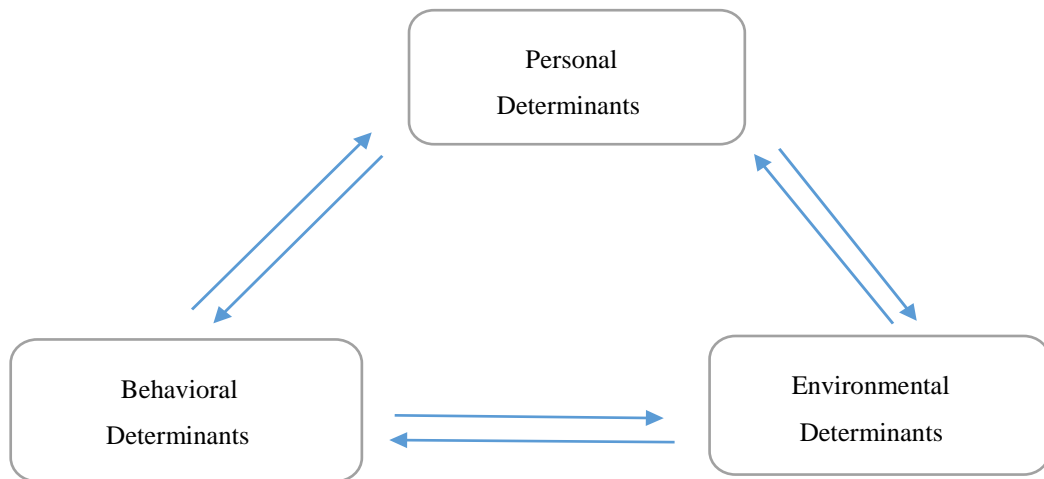 Personal
Determinants
Behavioral
Determinants
Environmental
Determinants